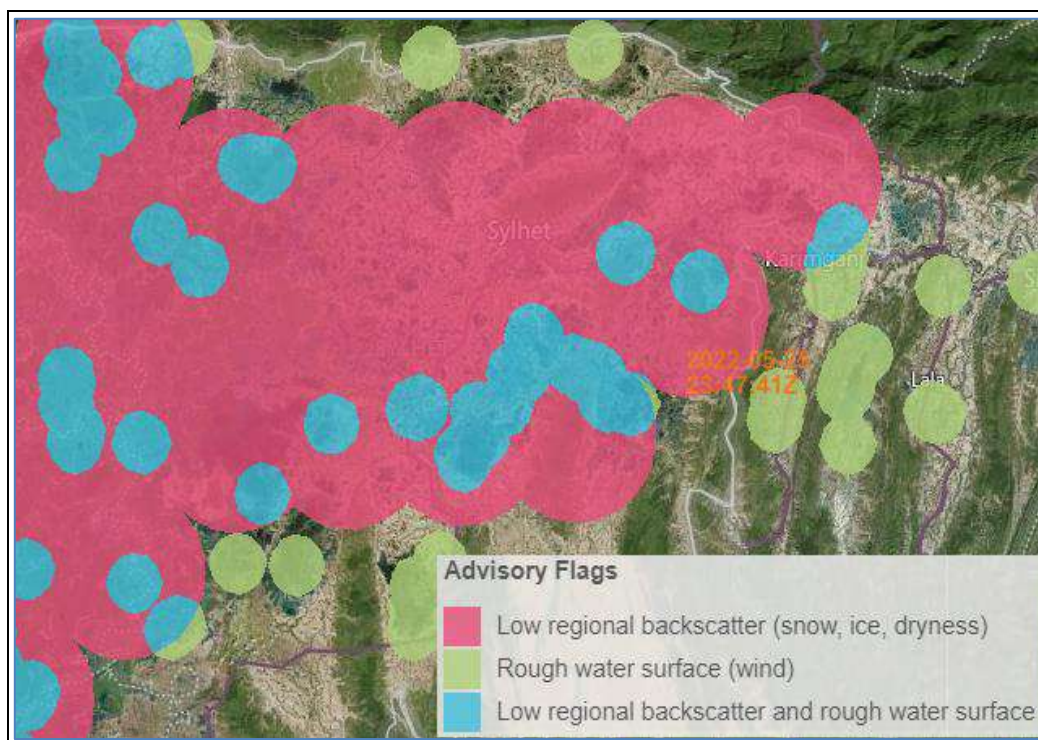 Sylhet
Karimganj
2022-05-28
23:47:41Z
Lala
Advisory Flags
Low regional backscatter (snow, ice, dryness)
Rough water surface (wind)
Low regional backscatter and rough water surface